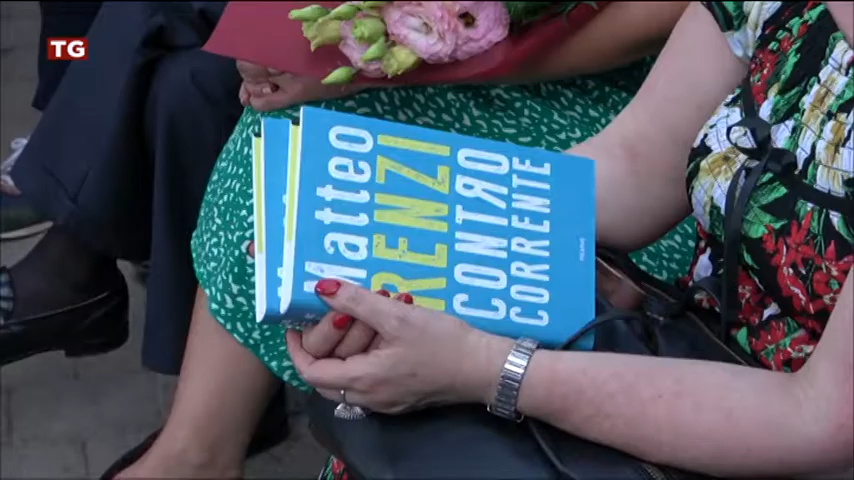 TG
Matteo
RENZI
CONTRO
CORRENTE